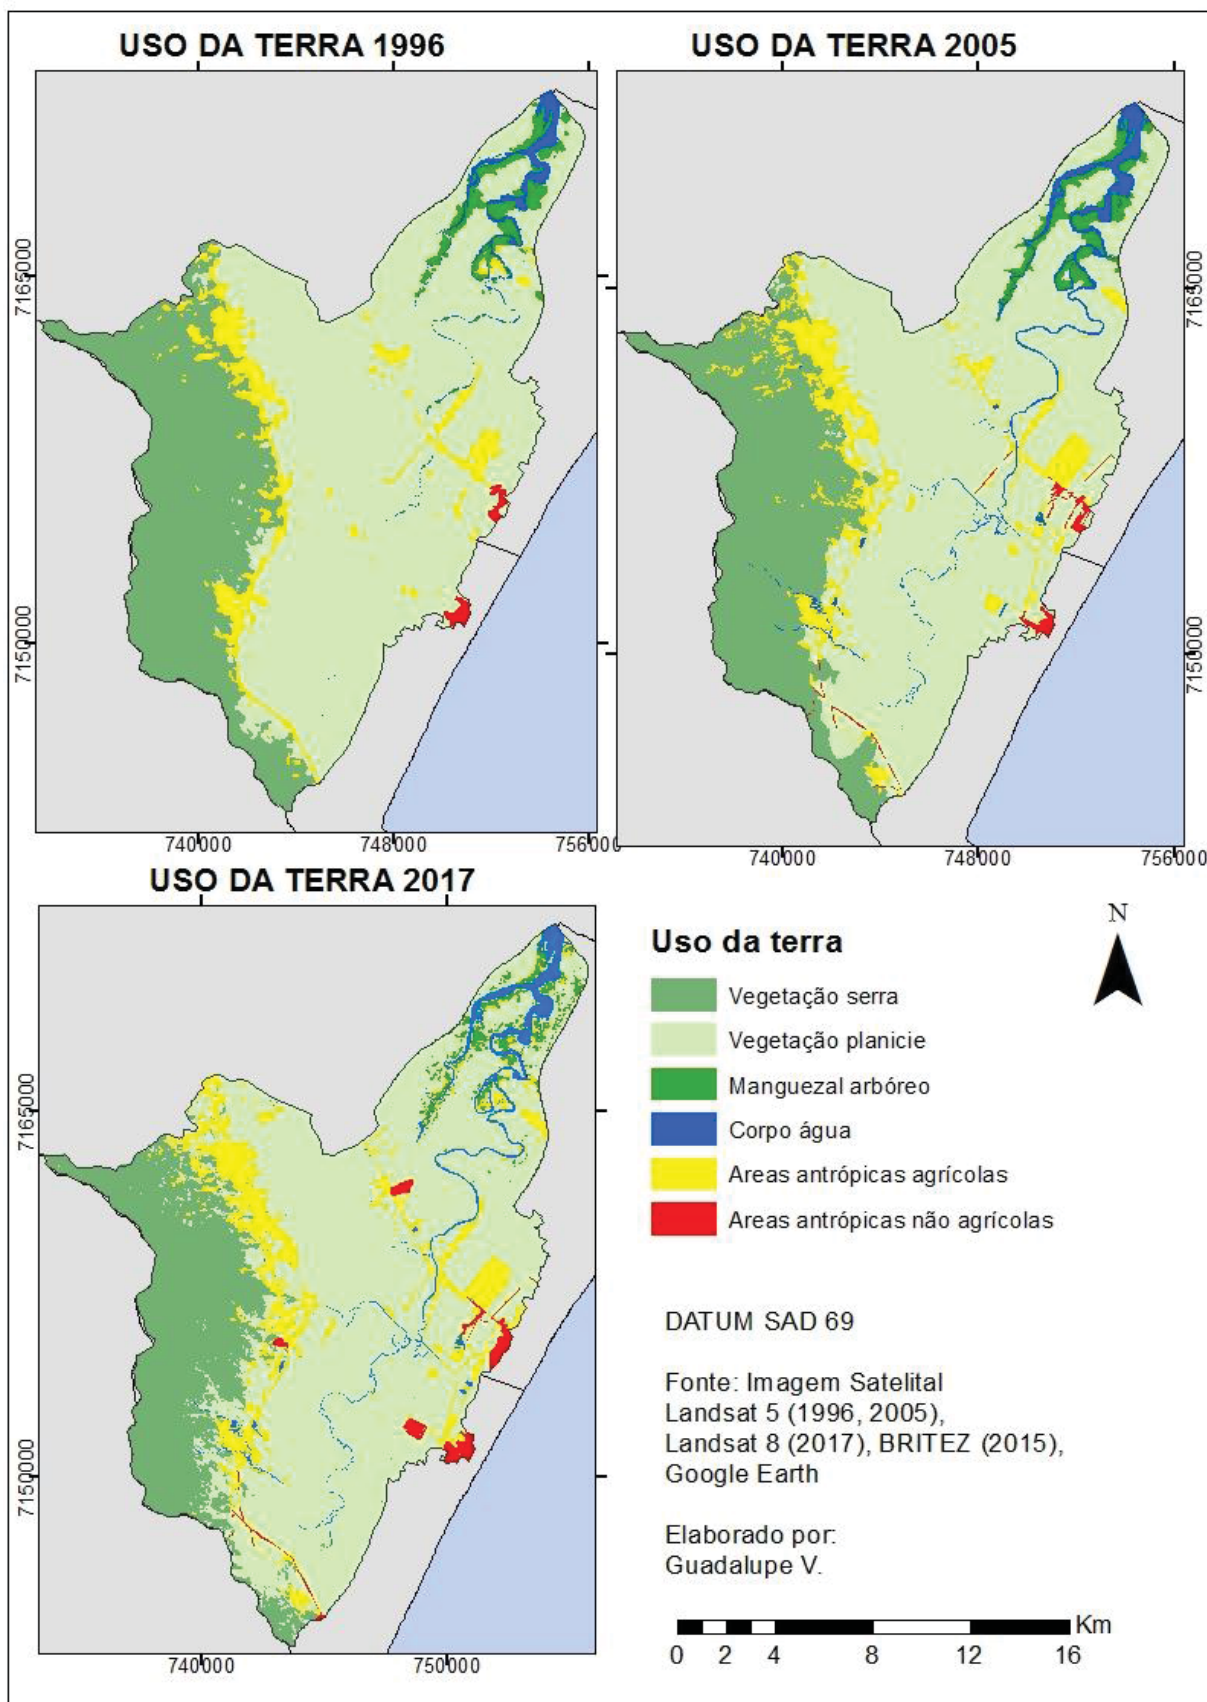 USO DA TERRA 1996
USO DA TERRA 2005
7165000
7150000
740000
748000
756000
7165000
7150000
740000
748000
756000
USO DA TERRA 2017
7165000
7150000
740000
750000
N
Uso da terra
Vegetação serra
Vegetação planicie
Manguezal arbóreo
Corpo água
Areas antrópicas agrícolas
Areas antrópicas não agrícolas
DATUM SAD 69
Fonte: Imagem Satelital
Landsat 5 (1996, 2005),
Landsat 8 (2017), BRITEZ (2015),
Google Earth
Elaborado por:
Guadalupe V.
Km
0 2 4 8 12 16